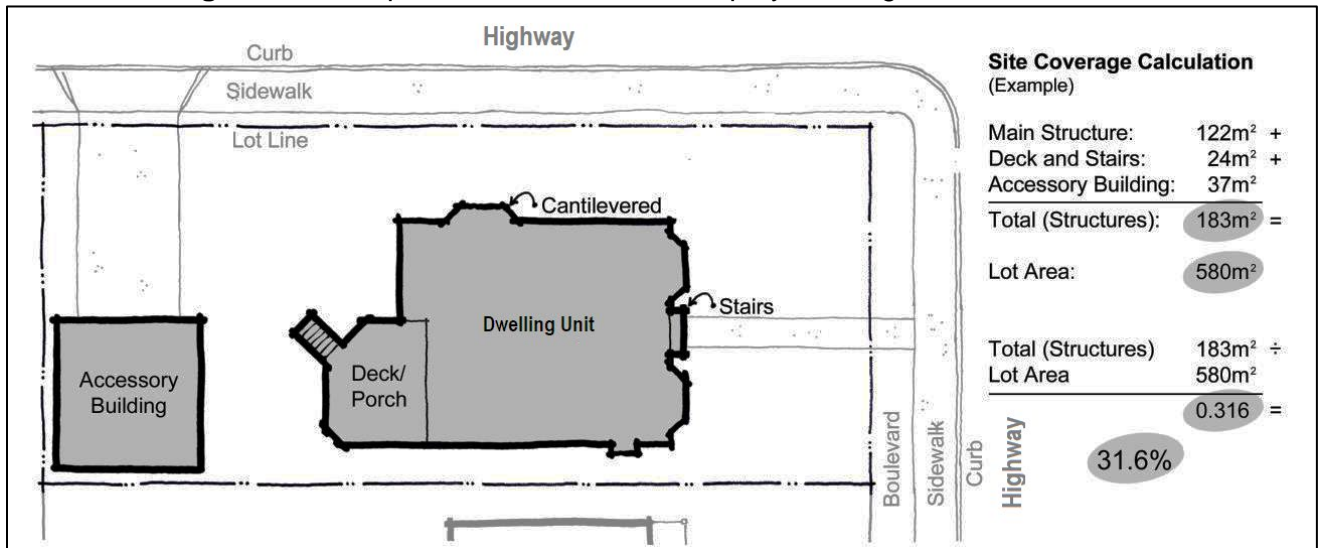 Highway
Curb
Sidewalk
Lot Line
Cantilevered
Stairs
Dwelling Unit
Deck/
Porch
Accessory
Building
Boulevard
Sidewalk
Curb
Highway
Site Coverage Calculation
(Example)
Main Structure: 122m² +
Deck and Stairs: 24m² +
Accessory Building: 37m²
Total (Structures): 183m² =
Lot Area: 580m²
Total (Structures) 183m² ÷
Lot Area 580m²
0.316 =
31.6%